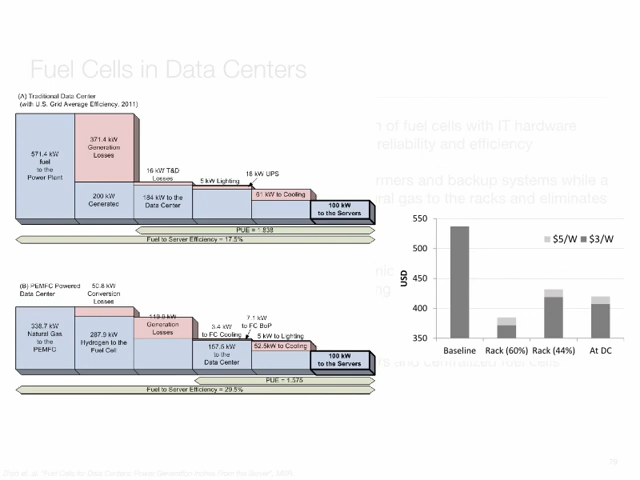 Fuel Cells in Data Centers
(A) Traditional Data Center
(with U.S. Grid Average Efficiency, 2011)
n of fuel cells with IT hardware
reliability and efficiency
rmers and backup systems while a
ral gas to the racks and eliminates
571.4 kW
fuel
to the
Power Plant
371.4 kW
Generation
Losses
200 kW
Generated
16 kW T&D
Losses
184 kW to the
Data Center
5 kW Lighting
18 kW UPS
61 kW to Cooling
100 kW
to the Servers
PUE = 1.838
Fuel to Server Efficiency = 17.5%
(B) PEMFC Powered
Data Center
50.8 kW
Conversion
Losses
338.7 kW
Natural Gas
to the
PEMFC
287.9 kW
Hydrogen to the
Fuel Cell
Generation
Losses
3.4 kW
to FC Cooling
7.1 kW
to FC BoP
5 kW to Lighting
157.5 kW
to the
Data Center
52.5kW to Cooling
100 kW
to the Servers
PUE = 1.575
Fuel to Server Efficiency = 29.5%
USD
550
500
450
400
350
$5/W
$3/W
Baseline
Rack (60%)
Rack (44%)
At DC
and centralized fuel cells